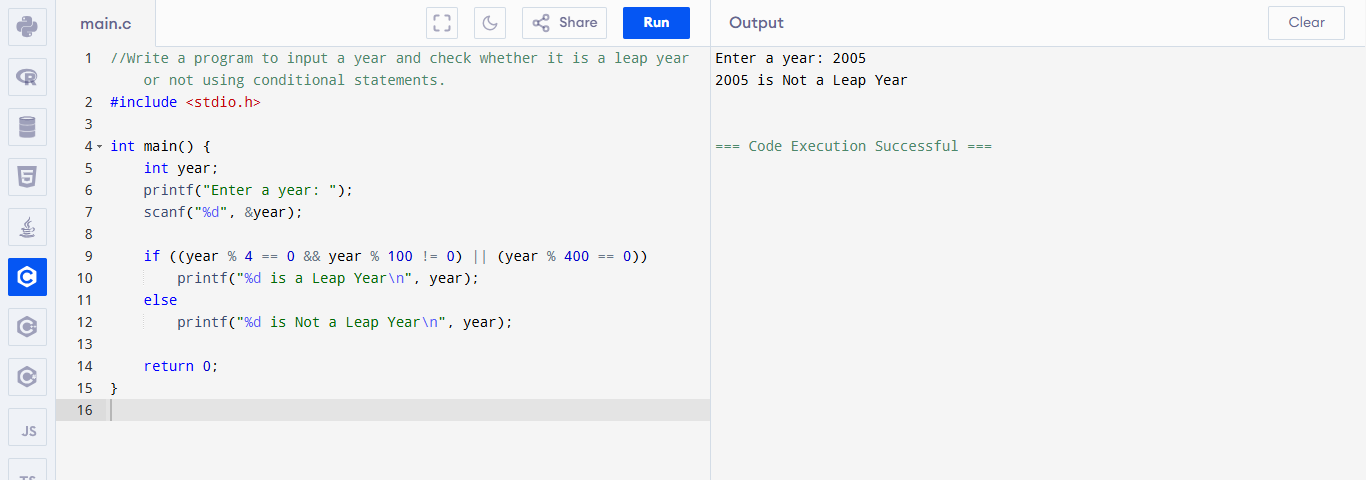 main.c
Share
Run
Output
Clear
1 //Write a program to input a year and check whether it is a leap year
or not using conditional statements.
2 #include <stdio.h>
3
4 int main() {
5 int year;
6 printf("Enter a year: ");
7 scanf("%d", &year);
8
9 if ((year % 4 == 0 && year % 100 != 0) || (year % 400 == 0))
10 printf("%d is a Leap Year\n", year);
11 else
12 printf("%d is Not a Leap Year\n", year);
13
14 return 0;
15 }
16
Enter a year: 2005
2005 is Not a Leap Year
=== Code Execution Successful ===
R
5
C
C
C
JS
TS